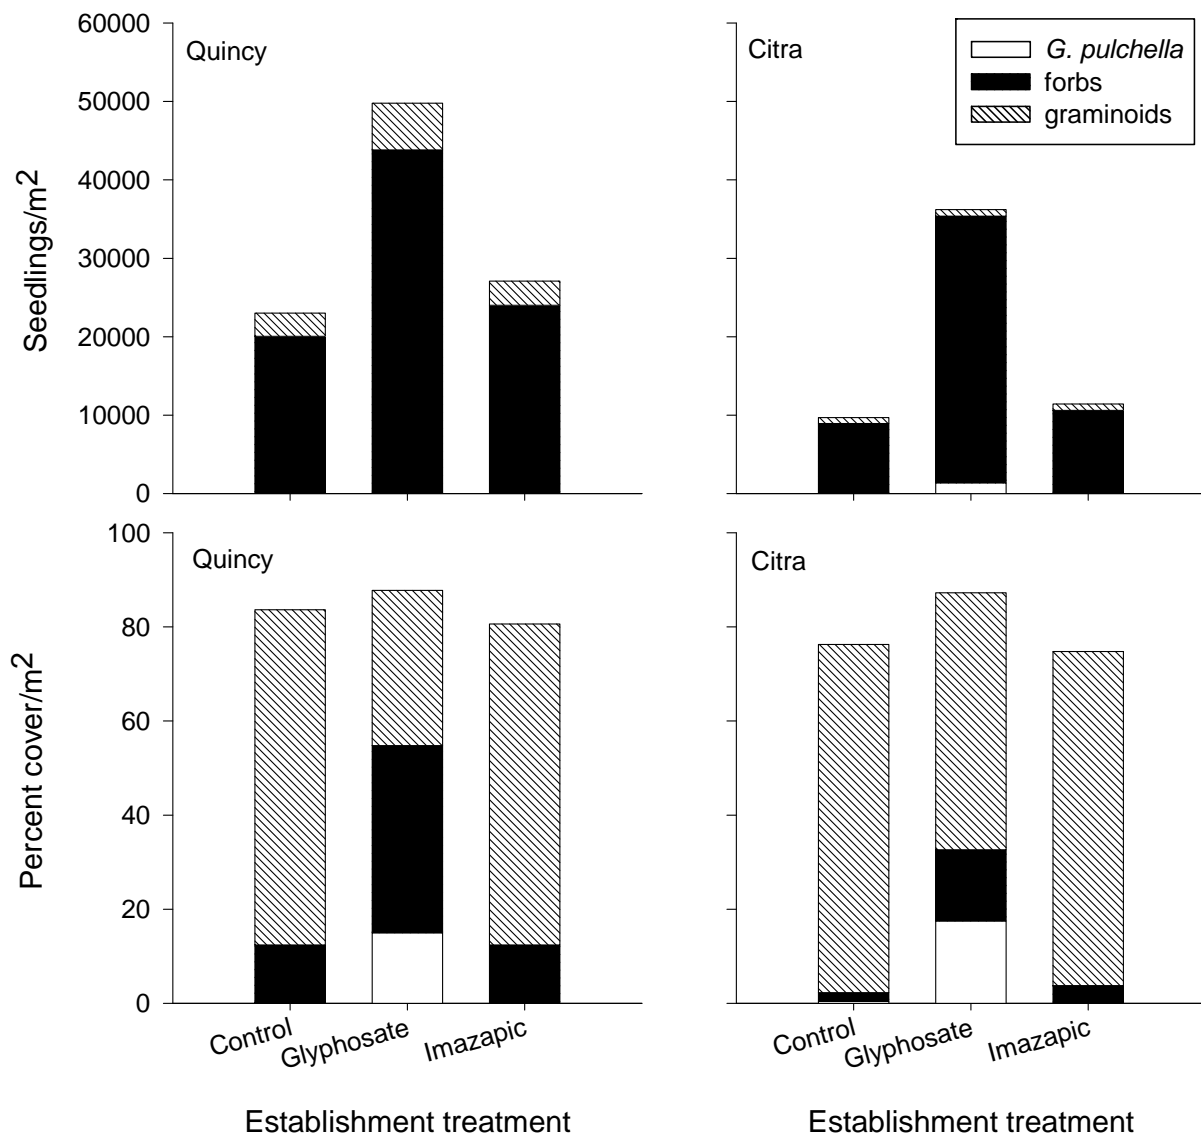 60000
50000
40000
30000
20000
10000
0
Seedlings/m2
Quincy
Citra
G. pulchella
forbs
graminoids
100
80
60
40
20
0
Percent cover/m2
Quincy
Citra
Control
Glyphosate
Imazapic
Control
Glyphosate
Imazapic
Establishment treatment
Establishment treatment